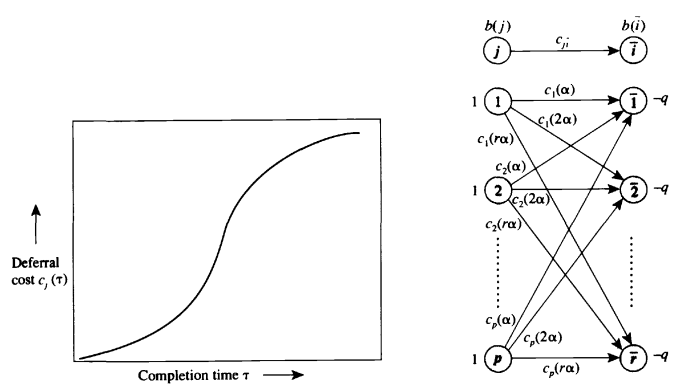 Deferral
cost c_j (τ)
Completion time τ
b(j) b(i̅)
j c_ji i̅
1 1 c_1(α) 1̅ -q
c_1(2α)
c_1(rα)
c_2(α)
1 2 c_2(2α) 2̅ -q
c_2(rα)
c_p(α)
c_p(2α)
1 p r̅ -q
c_p(rα)